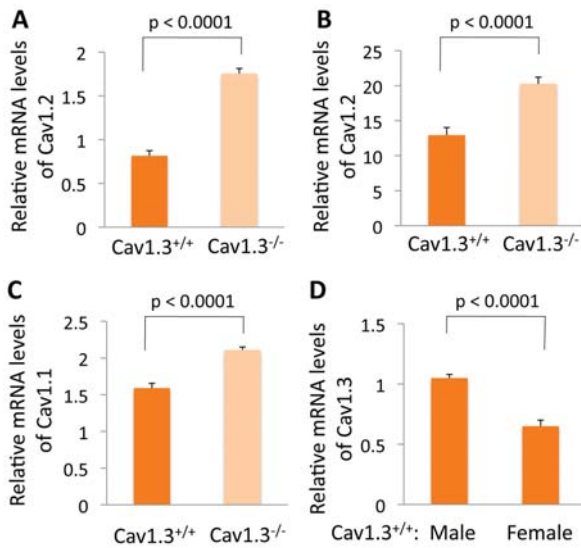 A
p < 0.0001
Relative mRNA levels
of Cav1.2
2
1.5
1
0.5
0
Cav1.3+/+ Cav1.3-/-
B
p < 0.0001
Relative mRNA levels
of Cav1.2
25
20
15
10
5
0
Cav1.3+/+ Cav1.3-/-
C
p < 0.0001
Relative mRNA levels
of Cav1.1
2.5
2
1.5
1
0.5
0
Cav1.3+/+ Cav1.3-/-
D
p < 0.0001
Relative mRNA levels
of Cav1.3
1.5
1
0.5
0
Cav1.3+/+: Male Female